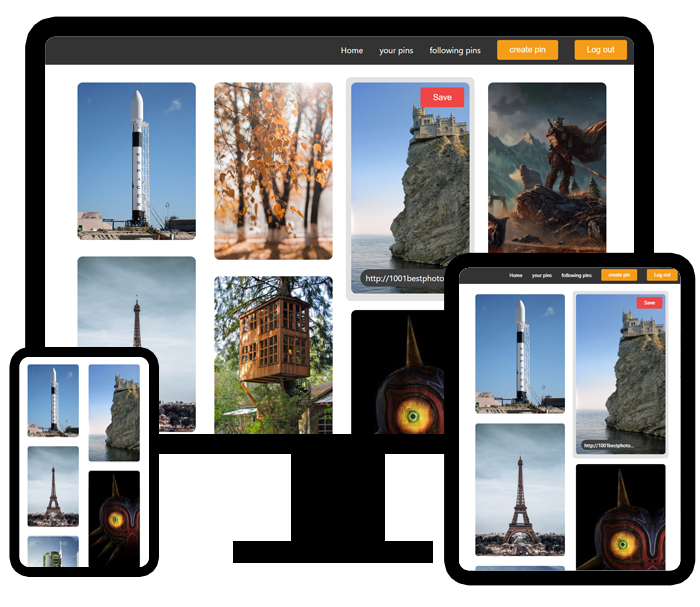 Home your pins following pins create pin Log out
Save
http://1001bestphoto
Home your pins following pins create pin Log out
Save
http://1001bestphoto...